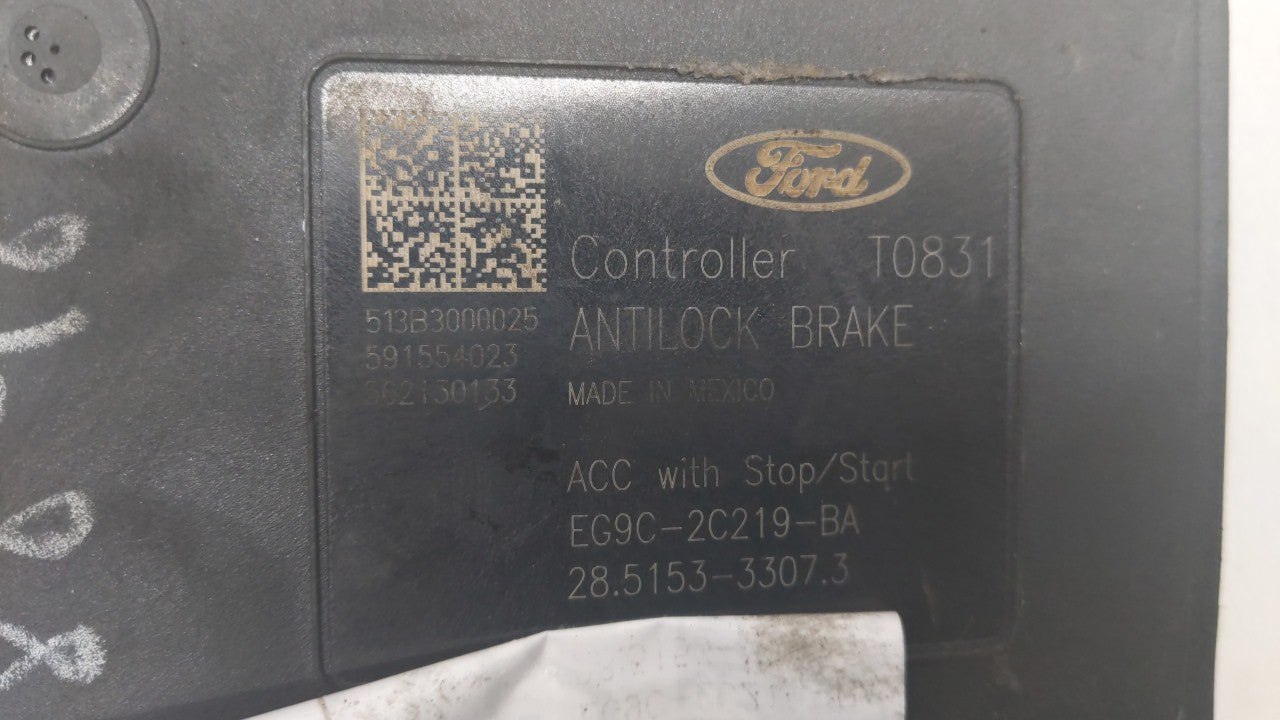 Ford
Controller T0831
513B3000025
ANTILOCK BRAKE
591554023
562130133
MADE IN MEXICO
ACC with Stop/Start
EG9C-2C219-BA
28.5153-3307.3